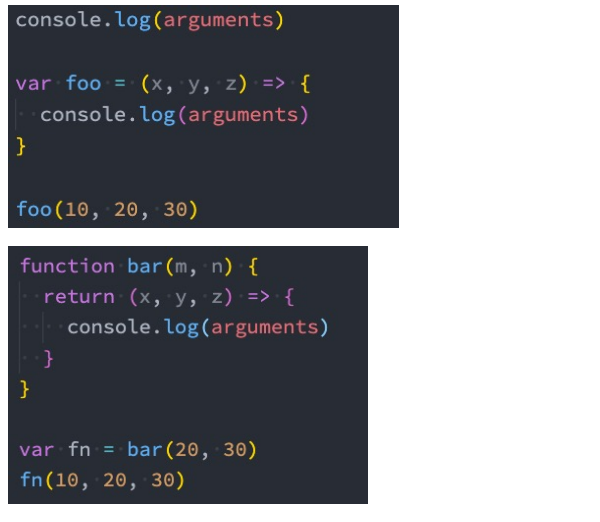 console.log(arguments)
var foo = (x, y, z) => {
console.log(arguments)
}
foo(10, 20, 30)
function bar(m, n) {
return (x, y, z) => {
console.log(arguments)
}
}
var fn = bar(20, 30)
fn(10, 20, 30)